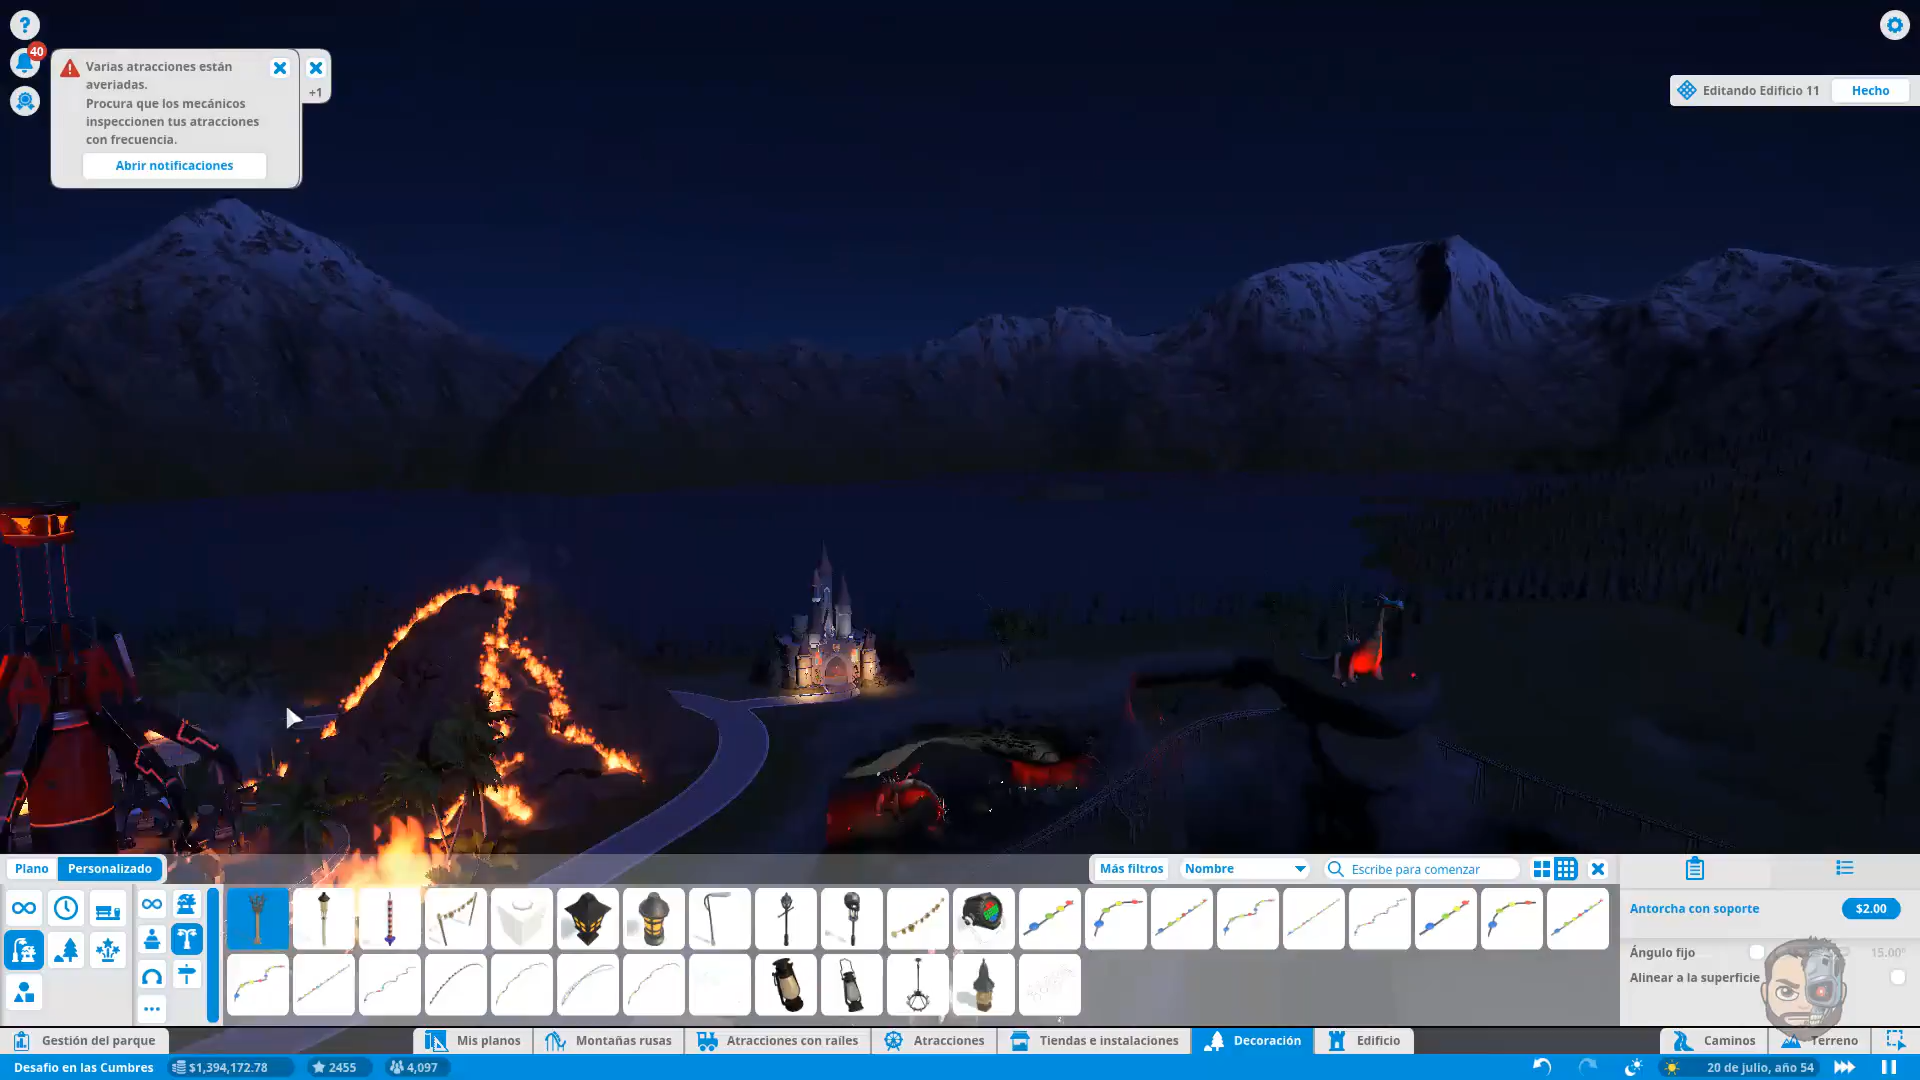 ?
40
Varias atracciones están
averiadas.
Procura que los mecánicos
inspeccionen tus atracciones
con frecuencia.
Abrir notificaciones
+1
Editando Edificio 11
Hecho
Plano
Personalizado
Más filtros
Nombre
Escribe para comenzar
Antorcha con soporte
$2.00
Ángulo fijo
15.00°
Alinear a la superficie
Gestión del parque
Mis planos
Montañas rusas
Atracciones con raíles
Atracciones
Tiendas e instalaciones
Decoración
Edificio
Caminos
Terreno
Desafio en las Cumbres
$1,394,172.78
2455
4,097
20 de julio, año 54